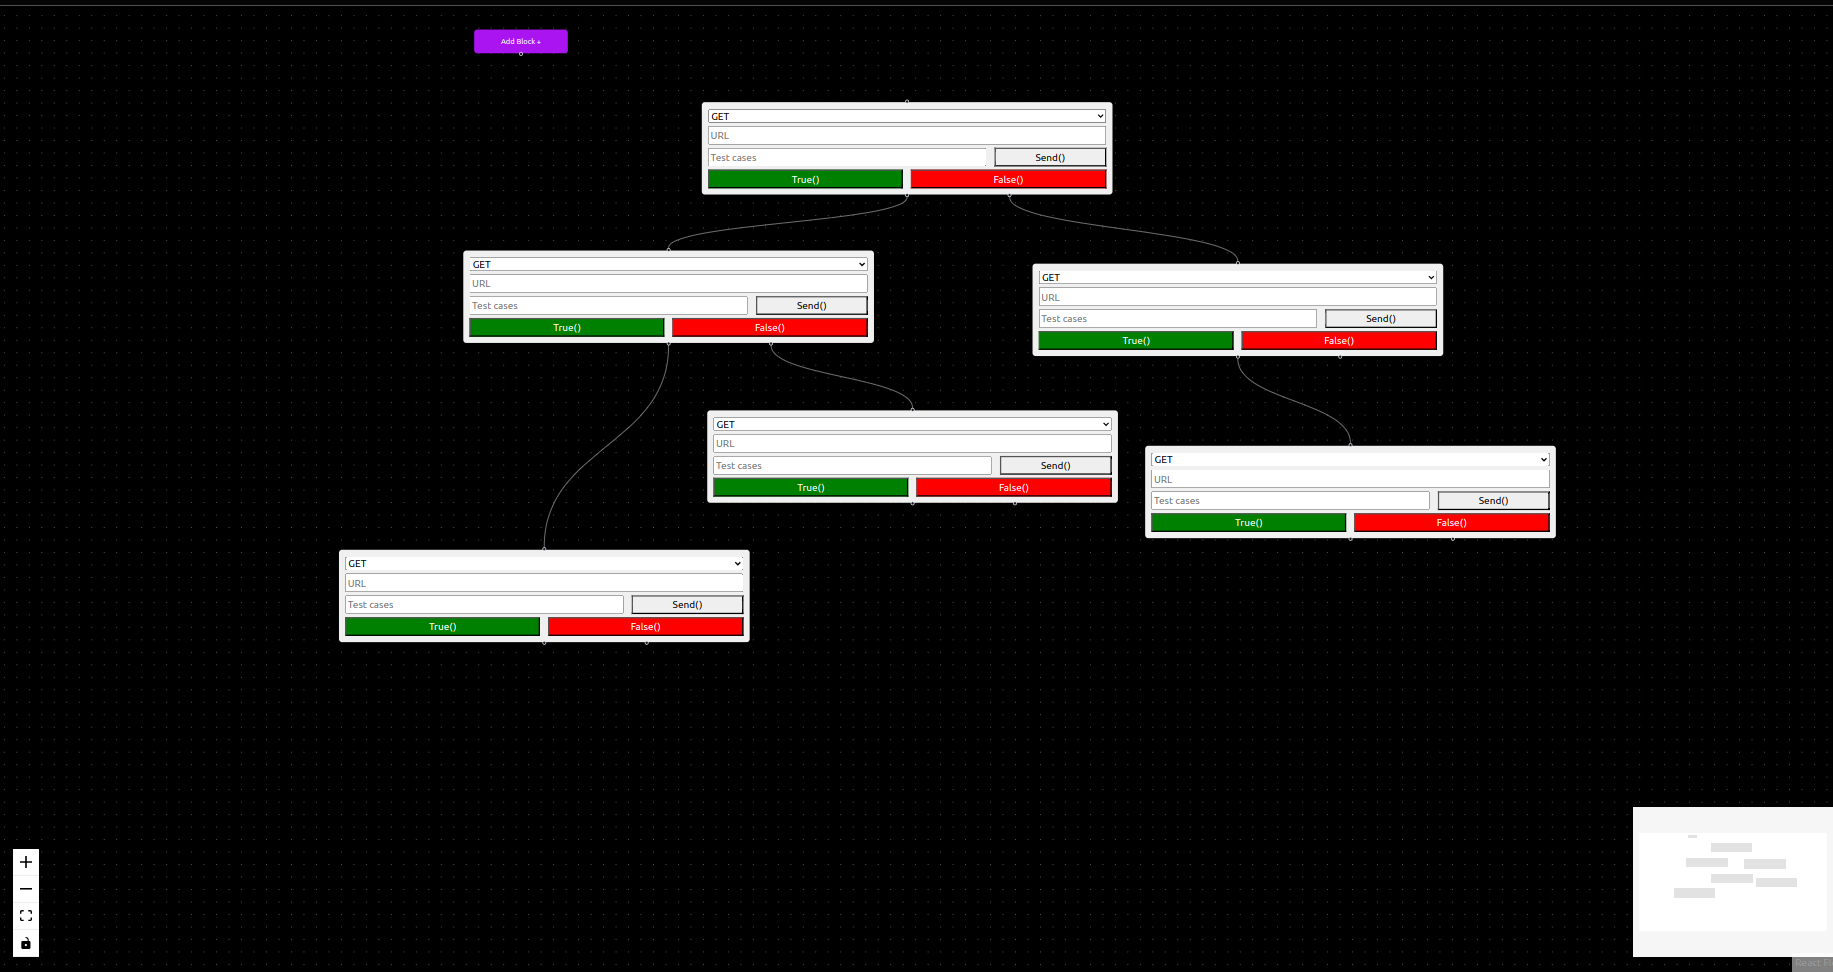 Add Block +
GET
URL
Test cases Send()
True() False()
GET
URL
Test cases Send()
True() False()
GET
URL
Test cases Send()
True() False()
GET
URL
Test cases Send()
True() False()
GET
URL
Test cases Send()
True() False()
GET
URL
Test cases Send()
True() False()